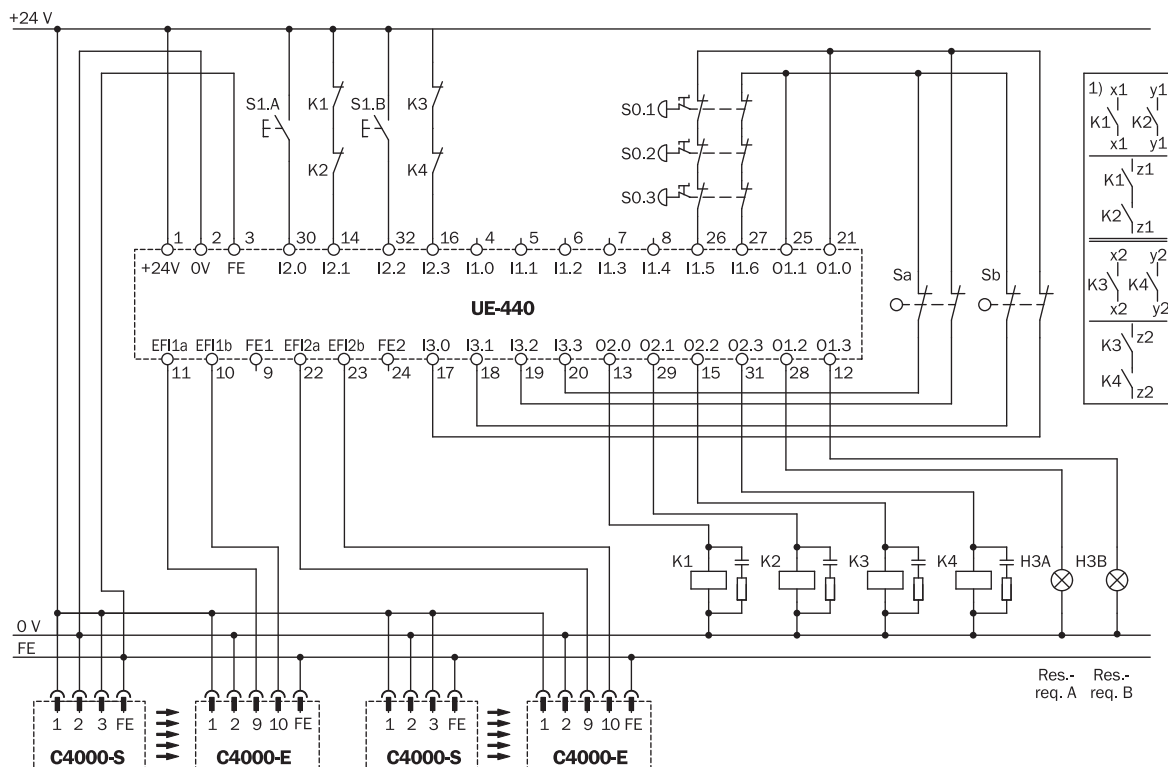 +24 V
S1.A
K1
K2
S1.B
K3
K4
S0.1
S0.2
S0.3
1) x1 y1
K1 K2
x1 y1
z1
K1
K2
z1
x2 y2
K3 K4
x2 y2
z2
K3
K4
z2
1 2 3 30 14 32 16 4 5 6 7 8 26 27 25 21
+24V 0V FE I2.0 I2.1 I2.2 I2.3 I1.0 I1.1 I1.2 I1.3 I1.4 I1.5 I1.6 O1.1 O1.0
Sa Sb
UE-440
EFI1a EFI1b FE1 EFI2a EFI2b FE2 I3.0 I3.1 I3.2 I3.3 O2.0 O2.1 O2.2 O2.3 O1.2 O1.3
11 10 9 22 23 24 17 18 19 20 13 29 15 31 28 12
K1 K2 K3 K4 H3A H3B
0 V
FE
Res.- Res.-
req. A req. B
1 2 3 FE 1 2 9 10 FE 1 2 3 FE 1 2 9 10 FE
C4000-S C4000-E C4000-S C4000-E